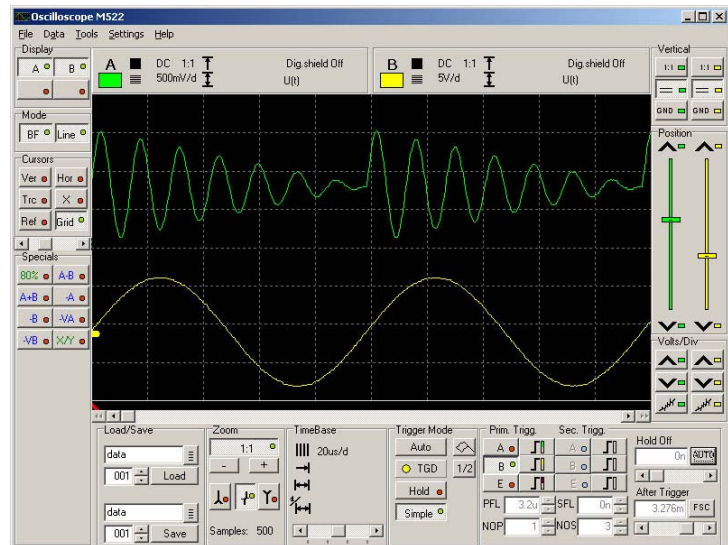 Oscilloscope M522
File Data Tools Settings Help
Display
A B
Mode
BF Line
Cursors
Ver Hor
Trc X
Ref Grid
Specials
80% A-B
A+B -A
-B -VA
-VB X/Y
A DC 1:1 Dig.shield Off
500mV/d U(t)
B DC 1:1 Dig.shield Off
5V/d U(t)
Vertical
1:1 1:1
GND GND
Position
Volts/Div
Load/Save
data
001 Load
data
001 Save
Zoom
1:1
- +
Samples: 500
TimeBase
20us/d
Trigger Mode
Auto
TGD 1/2
Hold
Simple
Prim. Trigg. Sec. Trigg.
A A
B B
E E
PFL 3.2u SFL 0n
NOP 1 NOS 3
Hold Off
0n AUTO
After Trigger
3.276m FSC